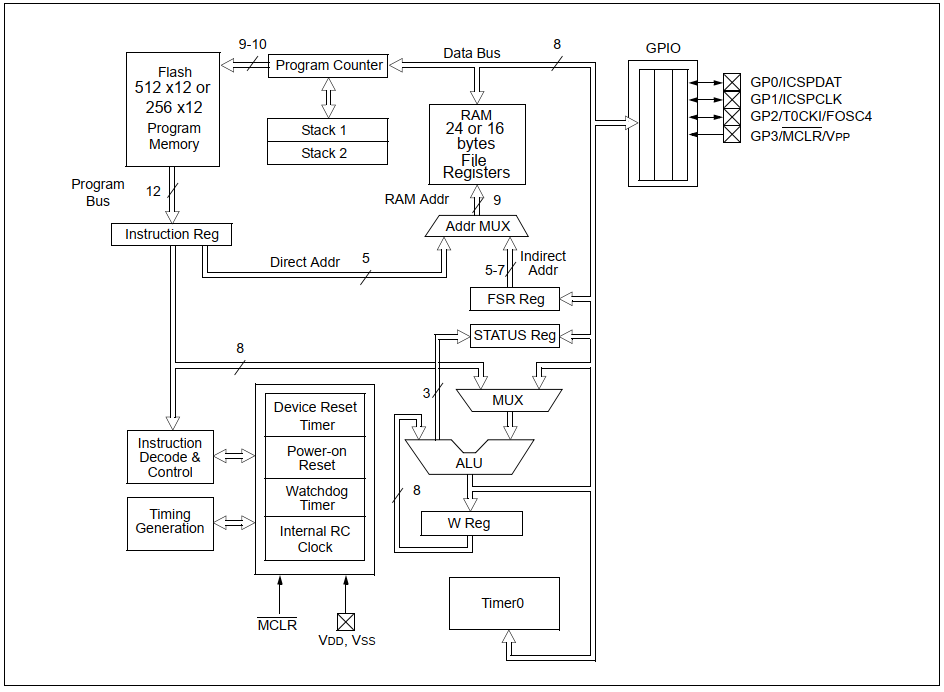 9-10
Data Bus
8
GPIO
Program Counter
Flash
512 x12 or
256 x12
Program
Memory
Stack 1
Stack 2
RAM
24 or 16
bytes
File
Registers
GP0/ICSPDAT
GP1/ICSPCLK
GP2/T0CKI/FOSC4
GP3/MCLR/VPP
Program
Bus
12
RAM Addr
9
Addr MUX
Instruction Reg
Direct Addr
5
5-7
Indirect
Addr
FSR Reg
STATUS Reg
8
3
MUX
Device Reset
Timer
Power-on
Reset
Watchdog
Timer
Internal RC
Clock
Instruction
Decode &
Control
Timing
Generation
ALU
8
W Reg
Timer0
MCLR
VDD, VSS